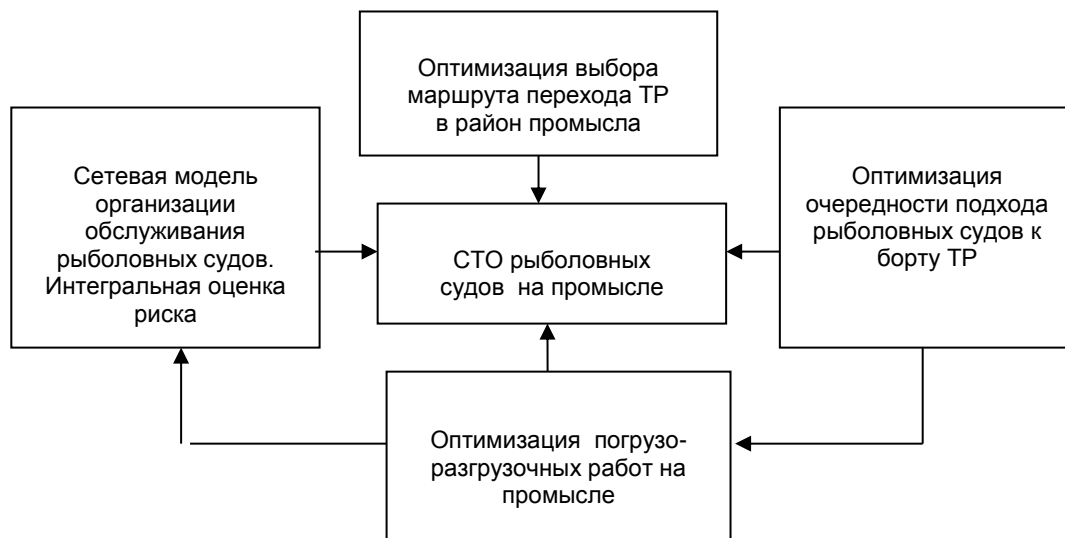 Оптимизация выбора
маршрута перехода ТР
в район промысла
Сетевая модель
организации
обслуживания
рыболовных судов.
Интегральная оценка
риска
СТО рыболовных
судов на промысле
Оптимизация
очередности подхода
рыболовных судов к
борту ТР
Оптимизация погрузо-
разгрузочных работ на
промысле